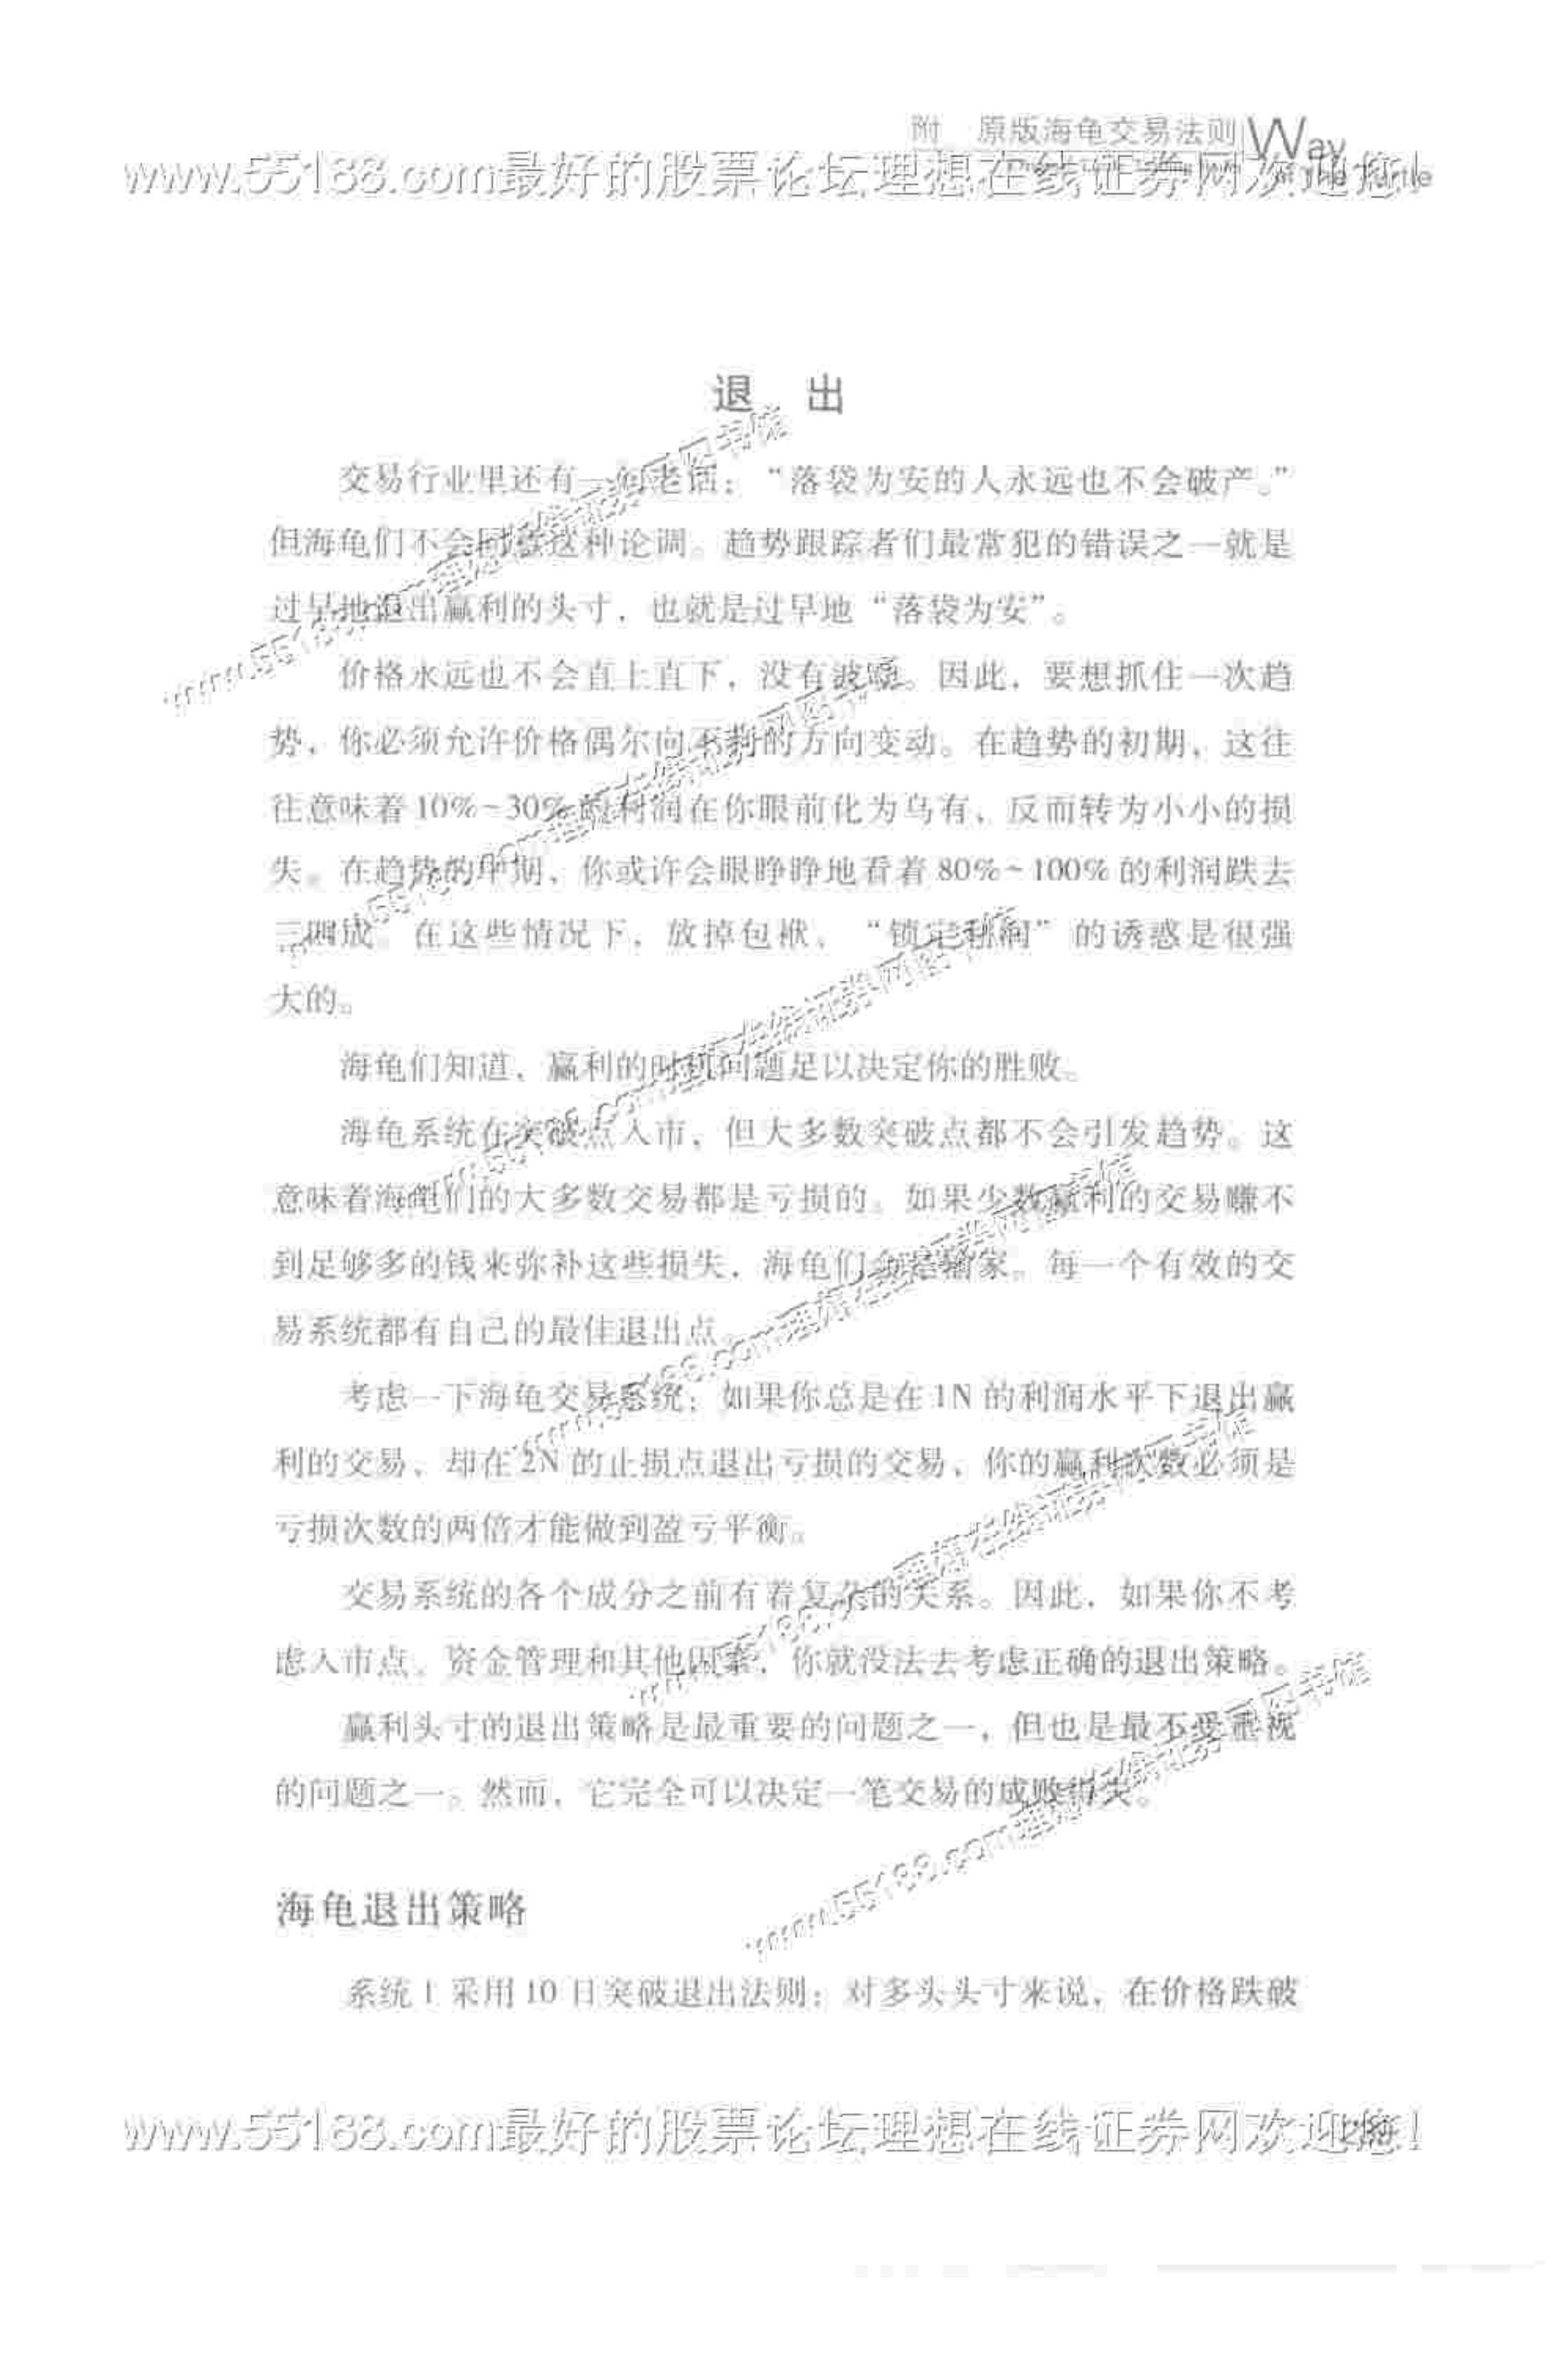 附 原版海龟交易法则 Way
www.55188.com最好的股票论坛理想在线证券网欢迎您!
退 出
交易行业里还有一句老话：“落袋为安的人永远也不会破产。”
但海龟们不会同意这种论调。趋势跟踪者们最常犯的错误之一就是
过早地退出赢利的头寸，也就是过早地“落袋为安”。
价格永远也不会直上直下，没有波动。因此，要想抓住一次趋
势，你必须允许价格偶尔向不利的方向变动。在趋势的初期，这往
往意味着10%~30%的利润在你眼前化为乌有，反而转为小小的损
失。在趋势的中期，你或许会眼睁睁地看着80%~100%的利润跌去
三四成。在这些情况下，放掉包袱，“锁定利润”的诱惑是很强
大的。
海龟们知道，赢利的时机问题足以决定你的胜败。
海龟系统在突破点入市，但大多数突破点都不会引发趋势。这
意味着海龟们的大多数交易都是亏损的。如果少数赢利的交易赚不
到足够多的钱来弥补这些损失，海龟们会是输家。每一个有效的交
易系统都有自己的最佳退出点。
考虑一下海龟交易系统：如果你总是在1N的利润水平下退出赢
利的交易，却在2N的止损点退出亏损的交易，你的赢利次数必须是
亏损次数的两倍才能做到盈亏平衡。
交易系统的各个成分之前有着复杂的关系。因此，如果你不考
虑入市点、资金管理和其他因素，你就没法去考虑正确的退出策略。
赢利头寸的退出策略是最重要的问题之一，但也是最不受重视
的问题之一。然而，它完全可以决定一笔交易的成败得失。
海龟退出策略
系统1采用10日突破退出法则：对多头头寸来说，在价格跌破
www.55188.com最好的股票论坛理想在线证券网欢迎您!